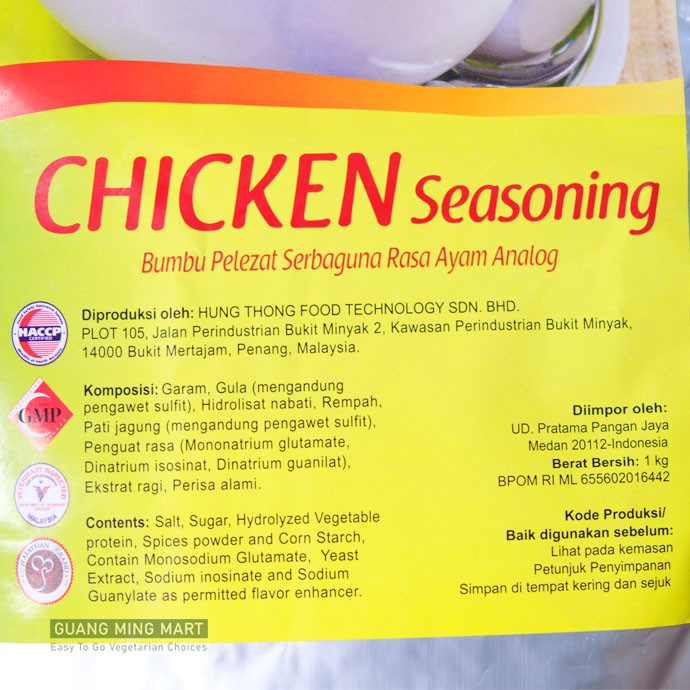 CHICKEN Seasoning
Bumbu Pelezat Serbaguna Rasa Ayam Analog
Diproduksi oleh: HUNG THONG FOOD TECHNOLOGY SDN. BHD.
PLOT 105, Jalan Perindustrian Bukit Minyak 2, Kawasan Perindustrian Bukit Minyak,
14000 Bukit Mertajam, Penang, Malaysia.
HACCP
CERTIFIED
Komposisi: Garam, Gula (mengandung
pengawet sulfit), Hidrolisat nabati, Rempah,
Pati jagung (mengandung pengawet sulfit),
Penguat rasa (Mononatrium glutamate,
Dinatrium isosinat, Dinatrium guanilat),
Ekstrat ragi, Perisa alami.
GMP
Diimpor oleh:
UD. Pratama Pangan Jaya
Medan 20112-Indonesia
Berat Bersih: 1 kg
BPOM RI ML 655602016442
VETERINARY INSPECTED
MALAYSIA
Contents: Salt, Sugar, Hydrolyzed Vegetable
protein, Spices powder and Corn Starch,
Contain Monosodium Glutamate, Yeast
Extract, Sodium inosinate and Sodium
Guanylate as permitted flavor enhancer.
MALAYSIAN BRAND
Kode Produksi/
Baik digunakan sebelum:
Lihat pada kemasan
Petunjuk Penyimpanan
Simpan di tempat kering dan sejuk
GUANG MING MART
Easy To Go Vegetarian Choices